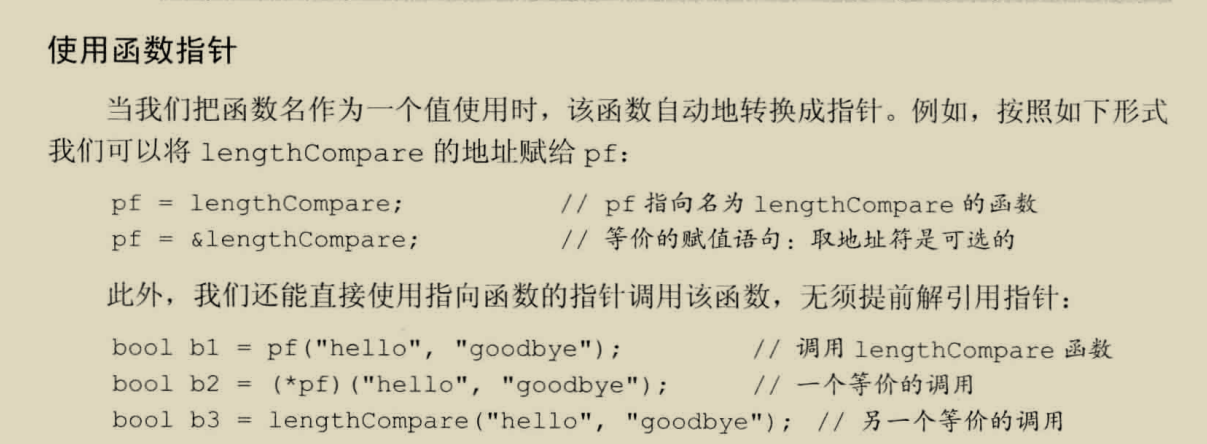 使用函数指针
当我们把函数名作为一个值使用时，该函数自动地转换成指针。例如，按照如下形式
我们可以将 lengthCompare 的地址赋给 pf：
pf = lengthCompare; // pf 指向名为 lengthCompare 的函数
pf = &lengthCompare; // 等价的赋值语句：取地址符是可选的
此外，我们还能直接使用指向函数的指针调用该函数，无须提前解引用指针：
bool b1 = pf("hello", "goodbye"); // 调用 lengthCompare 函数
bool b2 = (*pf)("hello", "goodbye"); // 一个等价的调用
bool b3 = lengthCompare("hello", "goodbye"); // 另一个等价的调用